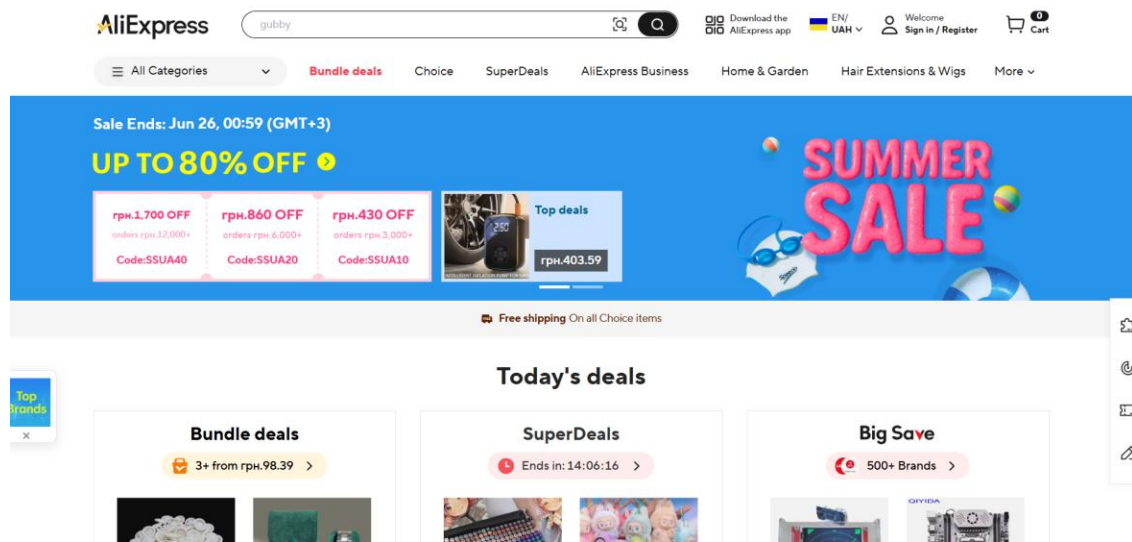 AliExpress
gubby
Download the
AliExpress app
EN/
UAH
Welcome
Sign in / Register
0
Cart
All Categories
Bundle deals
Choice
SuperDeals
AliExpress Business
Home & Garden
Hair Extensions & Wigs
More
Sale Ends: Jun 26, 00:59 (GMT+3)
UP TO 80% OFF
SUMMER
SALE
грн.1,700 OFF
orders грн.12,000+
Code:SSUA40
грн.860 OFF
orders грн.6,000+
Code:SSUA20
грн.430 OFF
orders грн.3,000+
Code:SSUA10
Top deals
250
грн.403.59
speedo
Free shipping On all Choice items
Top
Brands
Today's deals
Bundle deals
3+ from грн.98.39
SuperDeals
Ends in: 14:06:16
Big Save
500+ Brands
QIYIDA